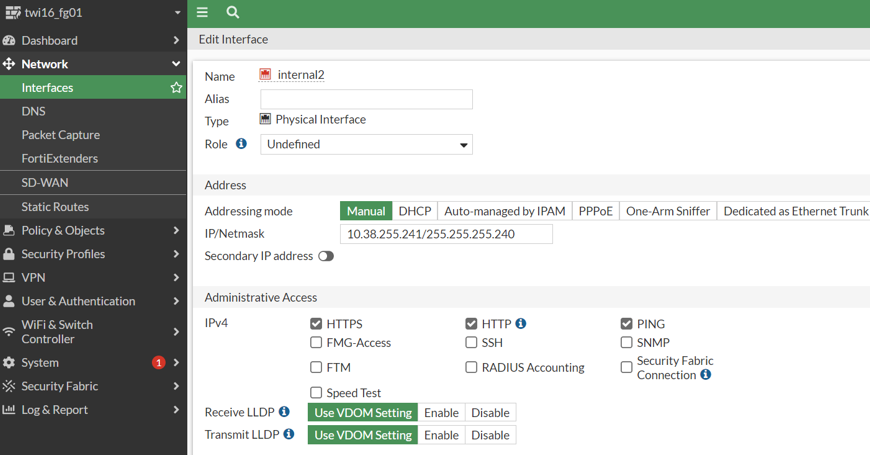 twi16_fg01
Dashboard
Network
Interfaces
DNS
Packet Capture
FortiExtenders
SD-WAN
Static Routes
Policy & Objects
Security Profiles
VPN
User & Authentication
WiFi & Switch
Controller
System 1
Security Fabric
Log & Report
Edit Interface
Name internal2
Alias
Type Physical Interface
Role Undefined
Address
Addressing mode Manual DHCP Auto-managed by IPAM PPPoE One-Arm Sniffer Dedicated as Ethernet Trunk
IP/Netmask 10.38.255.241/255.255.255.240
Secondary IP address
Administrative Access
IPv4 HTTPS HTTP PING
FMG-Access SSH SNMP
FTM RADIUS Accounting Security Fabric
Connection
Speed Test
Receive LLDP Use VDOM Setting Enable Disable
Transmit LLDP Use VDOM Setting Enable Disable